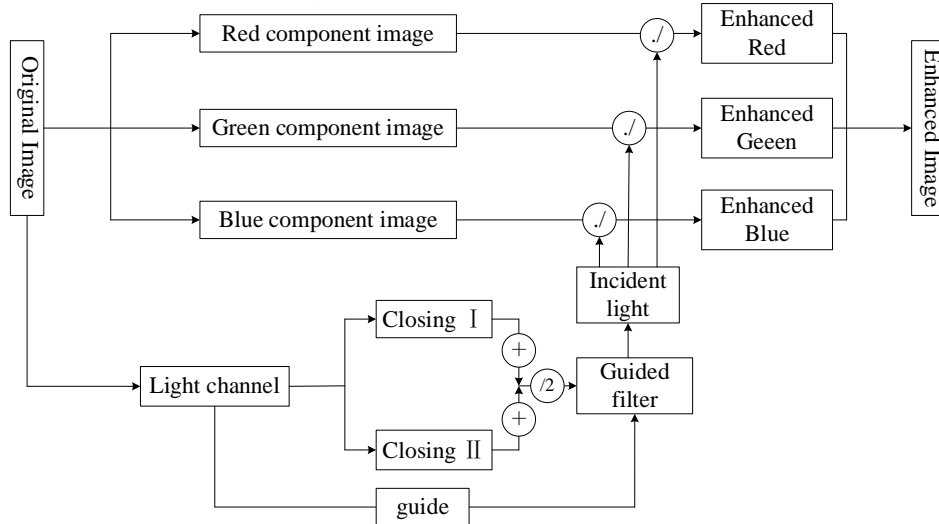 Original Image
Red component image
./
Enhanced
Red
Green component image
./
Enhanced
Geeen
Blue component image
./
Enhanced
Blue
Enhanced Image
Incident
light
Closing Ⅰ
+
Light channel
/2
Guided
filter
+
Closing Ⅱ
guide